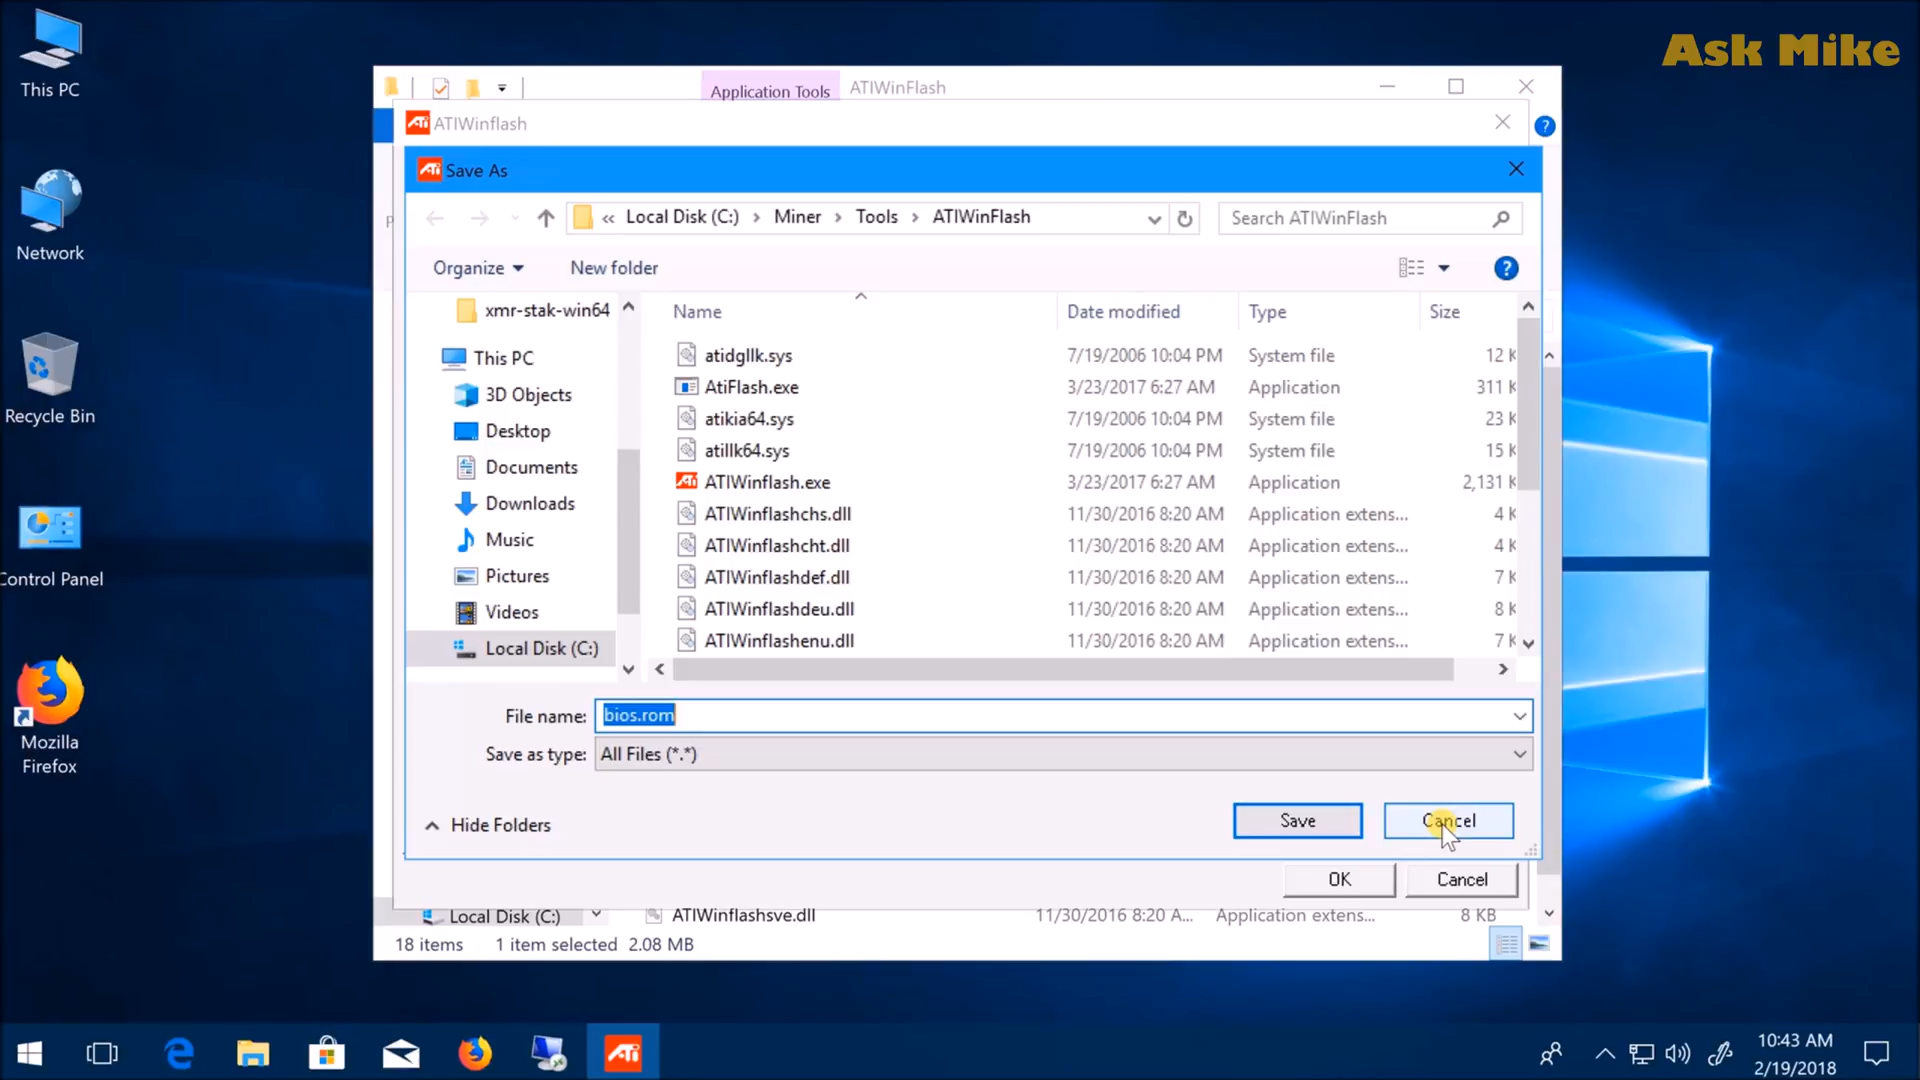 Ask Mike
This PC
Network
Recycle Bin
Control Panel
Mozilla
Firefox
Application Tools
ATIWinFlash
ATI ATIWinflash
ATI Save As
« Local Disk (C:) > Miner > Tools > ATIWinFlash
Search ATIWinFlash
Organize
New folder
xmr-stak-win64
This PC
3D Objects
Desktop
Documents
Downloads
Music
Pictures
Videos
Local Disk (C:)
Name Date modified Type Size
atidgllk.sys 7/19/2006 10:04 PM System file 12 K
AtiFlash.exe 3/23/2017 6:27 AM Application 311 K
atikia64.sys 7/19/2006 10:04 PM System file 23 K
atillk64.sys 7/19/2006 10:04 PM System file 15 K
ATIWinflash.exe 3/23/2017 6:27 AM Application 2,131 K
ATIWinflashchs.dll 11/30/2016 8:20 AM Application extens... 4 K
ATIWinflashcht.dll 11/30/2016 8:20 AM Application extens... 4 K
ATIWinflashdef.dll 11/30/2016 8:20 AM Application extens... 7 K
ATIWinflashdeu.dll 11/30/2016 8:20 AM Application extens... 8 K
ATIWinflashenu.dll 11/30/2016 8:20 AM Application extens... 7 K
File name: bios.rom
Save as type: All Files (*.*)
Hide Folders
Save
Cancel
OK
Cancel
Local Disk (C:)
ATIWinflashsve.dll 11/30/2016 8:20 A... Application extens... 8 KB
18 items 1 item selected 2.08 MB
10:43 AM
2/19/2018